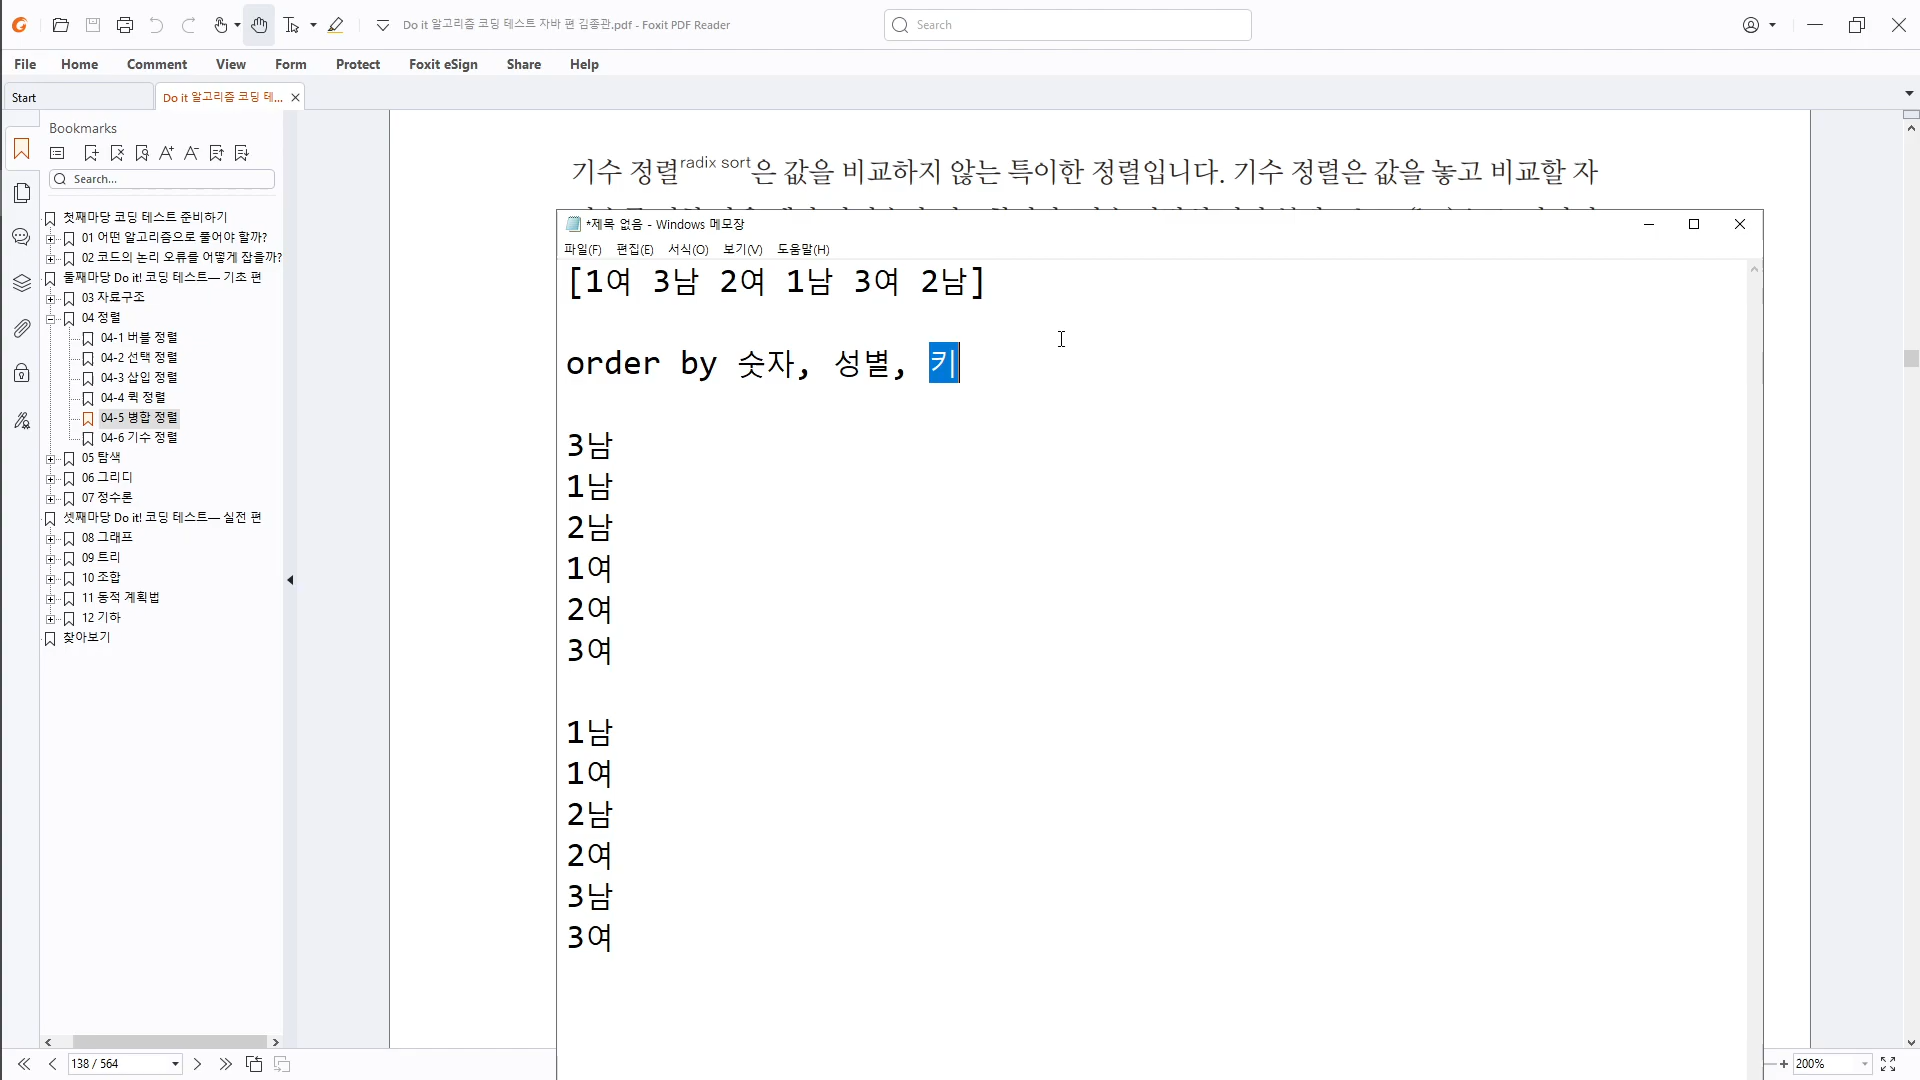 Do it 알고리즘 코딩 테스트 자바 편 김종관.pdf - Foxit PDF Reader
Search
File Home Comment View Form Protect Foxit eSign Share Help
Start
Do it 알고리즘 코딩 테...
Bookmarks
Search...
첫째마당 코딩 테스트 준비하기
01 어떤 알고리즘으로 풀어야 할까?
02 코드의 논리 오류를 어떻게 잡을까?
둘째마당 Do it! 코딩 테스트— 기초 편
03 자료구조
04 정렬
04-1 버블 정렬
04-2 선택 정렬
04-3 삽입 정렬
04-4 퀵 정렬
04-5 병합 정렬
04-6 기수 정렬
05 탐색
06 그리디
07 정수론
셋째마당 Do it! 코딩 테스트— 실전 편
08 그래프
09 트리
10 조합
11 동적 계획법
12 기하
찾아보기
기수 정렬radix sort은 값을 비교하지 않는 특이한 정렬입니다. 기수 정렬은 값을 놓고 비교할 자
*제목 없음 - Windows 메모장
파일(F) 편집(E) 서식(O) 보기(V) 도움말(H)
[1여 3남 2여 1남 3여 2남]
order by 숫자, 성별, 키
3남
1남
2남
1여
2여
3여
1남
1여
2남
2여
3남
3여
138 / 564
200%